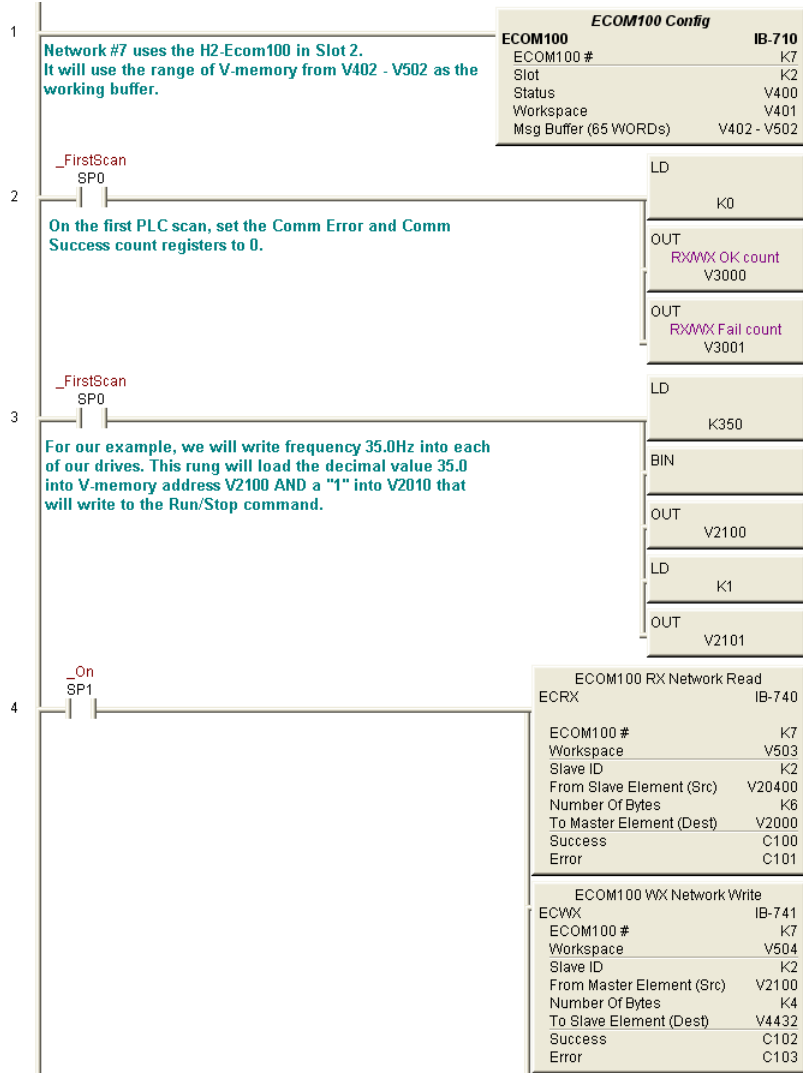 1
ECOM100 Config
ECOM100 IB-710
ECOM100 # K7
Slot K2
Status V400
Workspace V401
Msg Buffer (65 WORDs) V402 - V502
Network #7 uses the H2-Ecom100 in Slot 2.
It will use the range of V-memory from V402 - V502 as the
working buffer.
2
_FirstScan
SP0
LD
K0
OUT
RX/WX OK count
V3000
OUT
RX/WX Fail count
V3001
On the first PLC scan, set the Comm Error and Comm
Success count registers to 0.
3
_FirstScan
SP0
LD
K350
BIN
OUT
V2100
LD
K1
OUT
V2101
For our example, we will write frequency 35.0Hz into each
of our drives. This rung will load the decimal value 35.0
into V-memory address V2100 AND a "1" into V2010 that
will write to the Run/Stop command.
4
_On
SP1
ECOM100 RX Network Read
ECRX IB-740
ECOM100 # K7
Workspace V503
Slave ID K2
From Slave Element (Src) V20400
Number Of Bytes K6
To Master Element (Dest) V2000
Success C100
Error C101
ECOM100 WX Network Write
ECWX IB-741
ECOM100 # K7
Workspace V504
Slave ID K2
From Master Element (Src) V2100
Number Of Bytes K4
To Slave Element (Dest) V4432
Success C102
Error C103